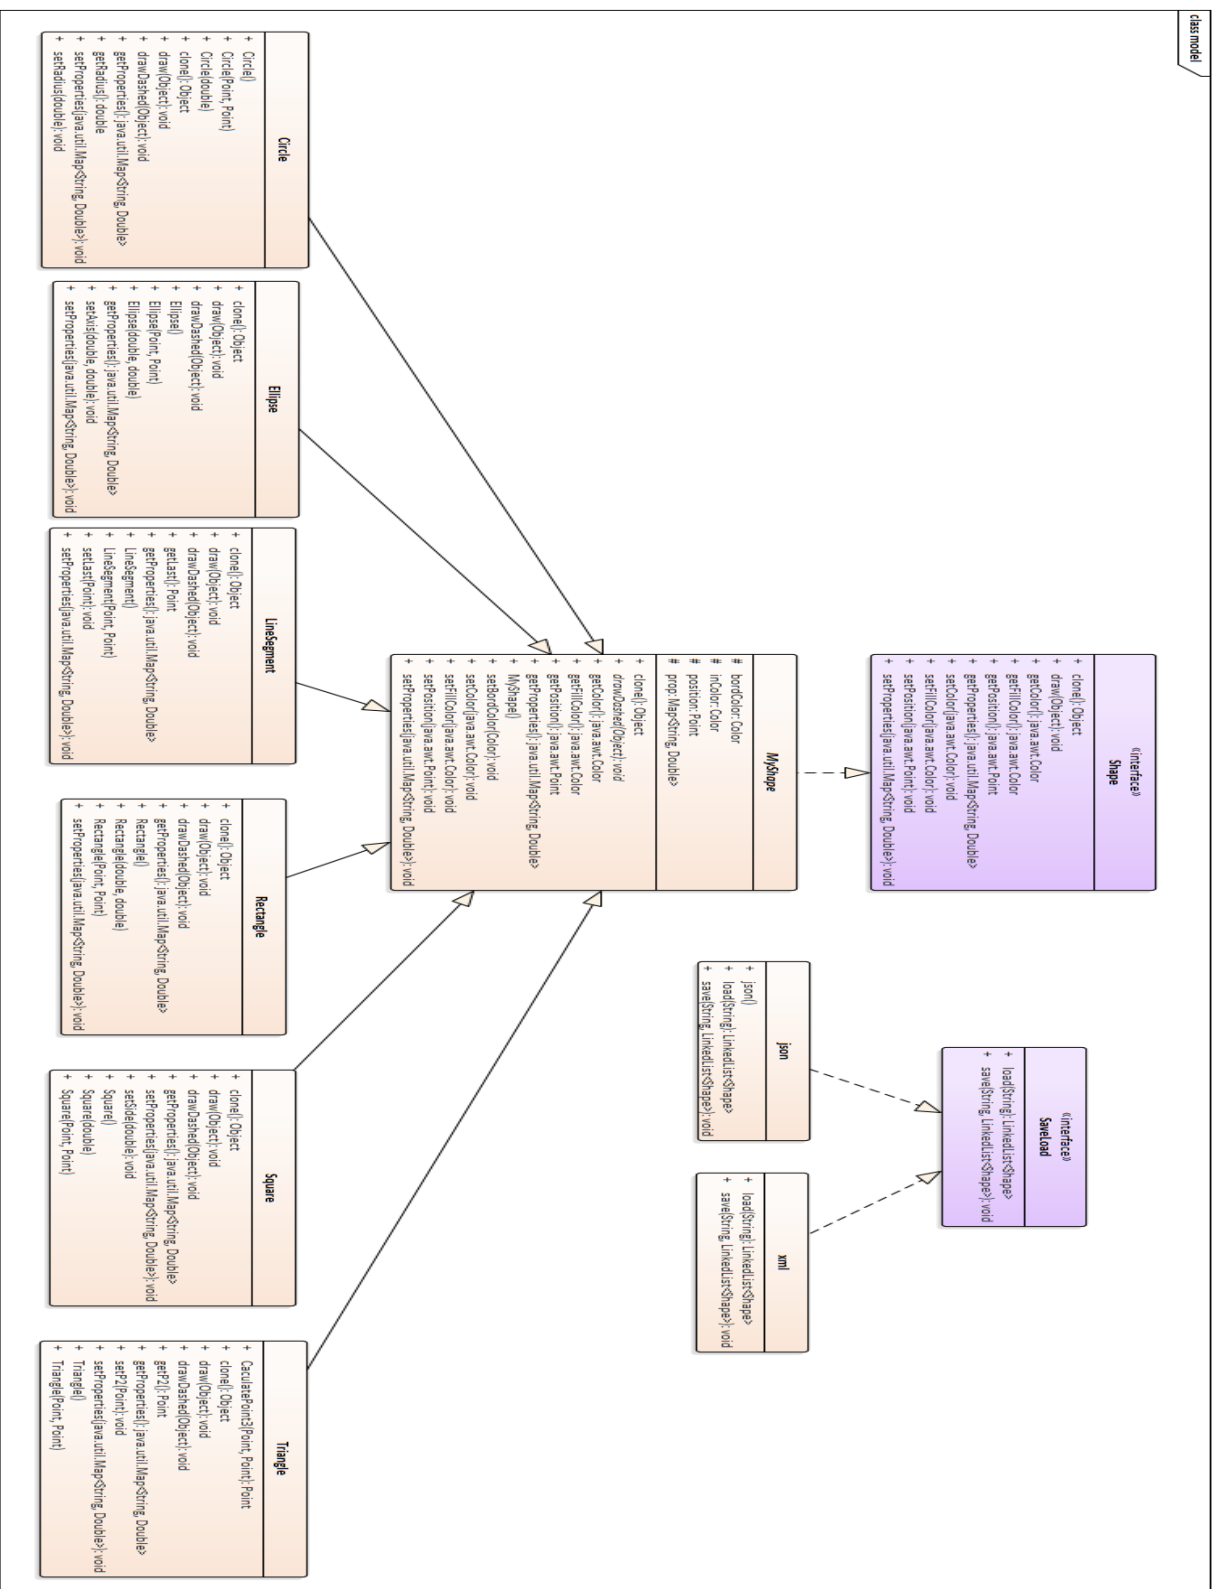 class model
«interface»
Shape
+ clone(): Object
+ draw(Object): void
+ getColor(): java.awt.Color
+ getFillColor(): java.awt.Color
+ getPosition(): java.awt.Point
+ getProperties(): java.util.Map<String, Double>
+ setColor(java.awt.Color): void
+ setFillColor(java.awt.Color): void
+ setPosition(java.awt.Point): void
+ setProperties(java.util.Map<String, Double>): void
«interface»
SaveLoad
+ load(String): LinkedList<Shape>
+ save(String, LinkedList<Shape>): void
MyShape
# bordColor: Color
# inColor: Color
# position: Point
# prop: Map<String, Double>
+ clone(): Object
+ drawDashed(Object): void
+ getColor(): java.awt.Color
+ getFillColor(): java.awt.Color
+ getPosition(): java.awt.Point
+ getProperties(): java.util.Map<String, Double>
+ MyShape()
+ setBordColor(Color): void
+ setColor(java.awt.Color): void
+ setFillColor(java.awt.Color): void
+ setPosition(java.awt.Point): void
+ setProperties(java.util.Map<String, Double>): void
json
+ json()
+ load(String): LinkedList<Shape>
+ save(String, LinkedList<Shape>): void
xml
+ load(String): LinkedList<Shape>
+ save(String, LinkedList<Shape>): void
Circle
+ Circle()
+ Circle(Point, Point)
+ Circle(double)
+ clone(): Object
+ draw(Object): void
+ drawDashed(Object): void
+ getProperties(): java.util.Map<String, Double>
+ getRadius(): double
+ setProperties(java.util.Map<String, Double>): void
+ setRadius(double): void
Ellipse
+ clone(): Object
+ draw(Object): void
+ drawDashed(Object): void
+ Ellipse()
+ Ellipse(Point, Point)
+ Ellipse(double, double)
+ getProperties(): java.util.Map<String, Double>
+ setAxis(double, double): void
+ setProperties(java.util.Map<String, Double>): void
LineSegment
+ clone(): Object
+ draw(Object): void
+ drawDashed(Object): void
+ getLast(): Point
+ getProperties(): java.util.Map<String, Double>
+ LineSegment()
+ LineSegment(Point, Point)
+ setLast(Point): void
+ setProperties(java.util.Map<String, Double>): void
Rectangle
+ clone(): Object
+ draw(Object): void
+ drawDashed(Object): void
+ getProperties(): java.util.Map<String, Double>
+ Rectangle()
+ Rectangle(double, double)
+ Rectangle(Point, Point)
+ setProperties(java.util.Map<String, Double>): void
Square
+ clone(): Object
+ draw(Object): void
+ drawDashed(Object): void
+ getProperties(): java.util.Map<String, Double>
+ setProperties(java.util.Map<String, Double>): void
+ setSide(double): void
+ Square()
+ Square(double)
+ Square(Point, Point)
Triangle
+ CaculatePoint3(Point, Point): Point
+ clone(): Object
+ draw(Object): void
+ drawDashed(Object): void
+ getP2(): Point
+ getProperties(): java.util.Map<String, Double>
+ setP2(Point): void
+ setProperties(java.util.Map<String, Double>): void
+ Triangle()
+ Triangle(Point, Point)